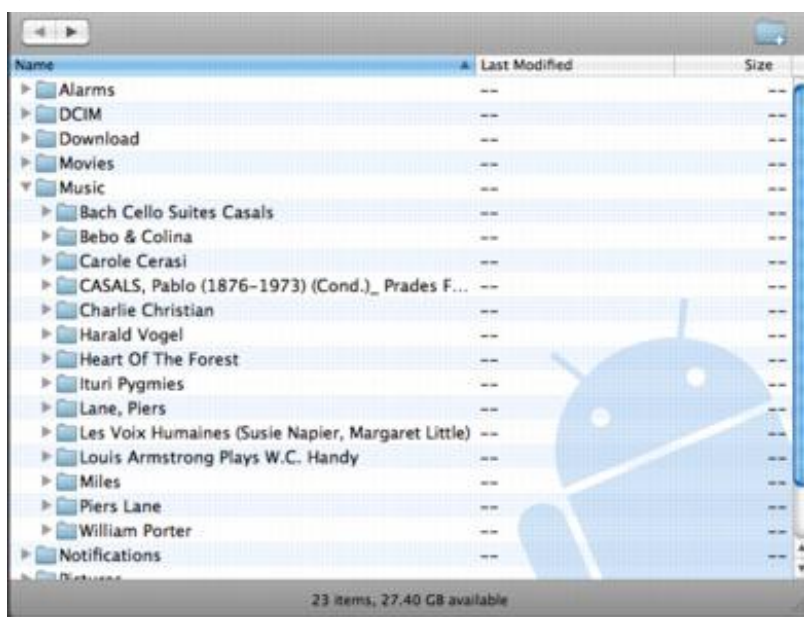 Name Last Modified Size
Alarms -- --
DCIM -- --
Download -- --
Movies -- --
Music -- --
Bach Cello Suites Casals -- --
Bebo & Colina -- --
Carole Cerasi -- --
CASALS, Pablo (1876-1973) (Cond.)_ Prades F... -- --
Charlie Christian -- --
Harald Vogel -- --
Heart Of The Forest -- --
Ituri Pygmies -- --
Lane, Piers -- --
Les Voix Humaines (Susie Napier, Margaret Little) -- --
Louis Armstrong Plays W.C. Handy -- --
Miles -- --
Piers Lane -- --
William Porter -- --
Notifications -- --
23 items, 27.40 GB available